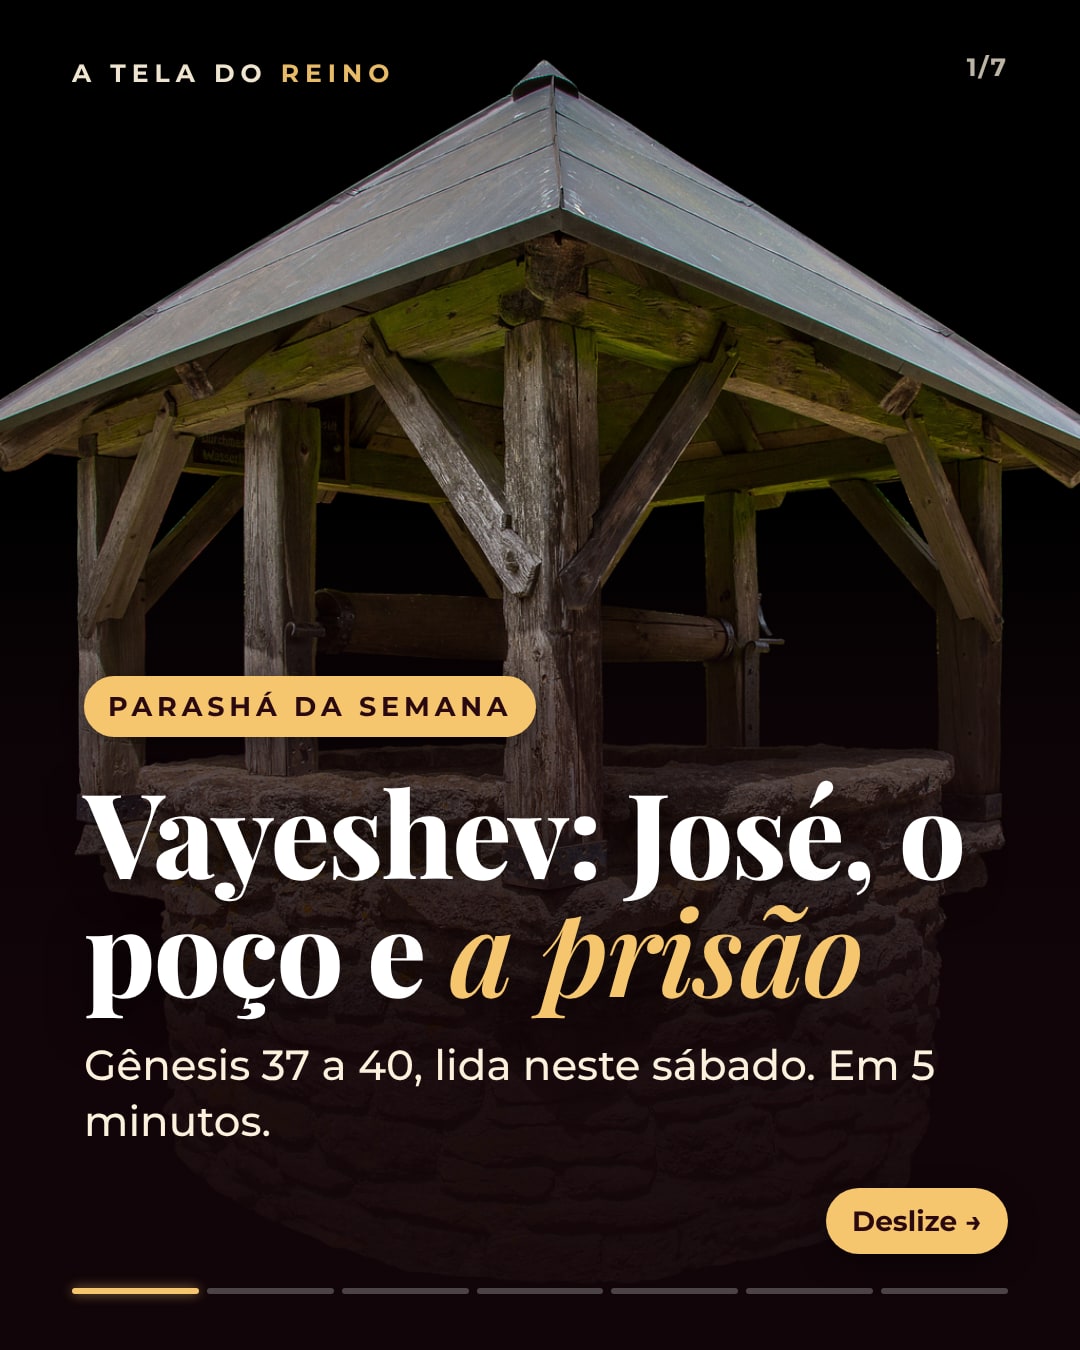 A TELA DO REINO
1/7
PARASHÁ DA SEMANA
Vayeshev: José, o
poço e a prisão
Gênesis 37 a 40, lida neste sábado. Em 5
minutos.
Deslize →